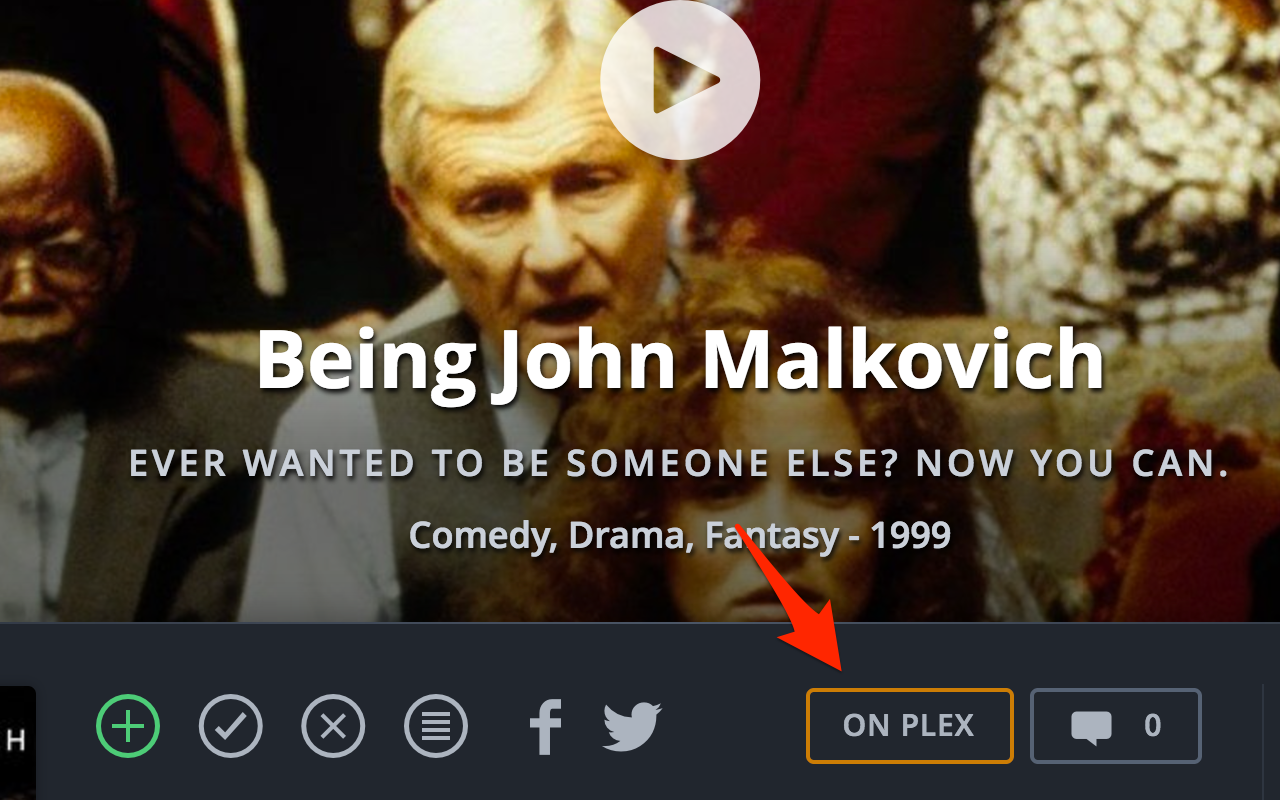 Being John Malkovich
EVER WANTED TO BE SOMEONE ELSE? NOW YOU CAN.
Comedy, Drama, Fantasy - 1999
H
ON PLEX
0